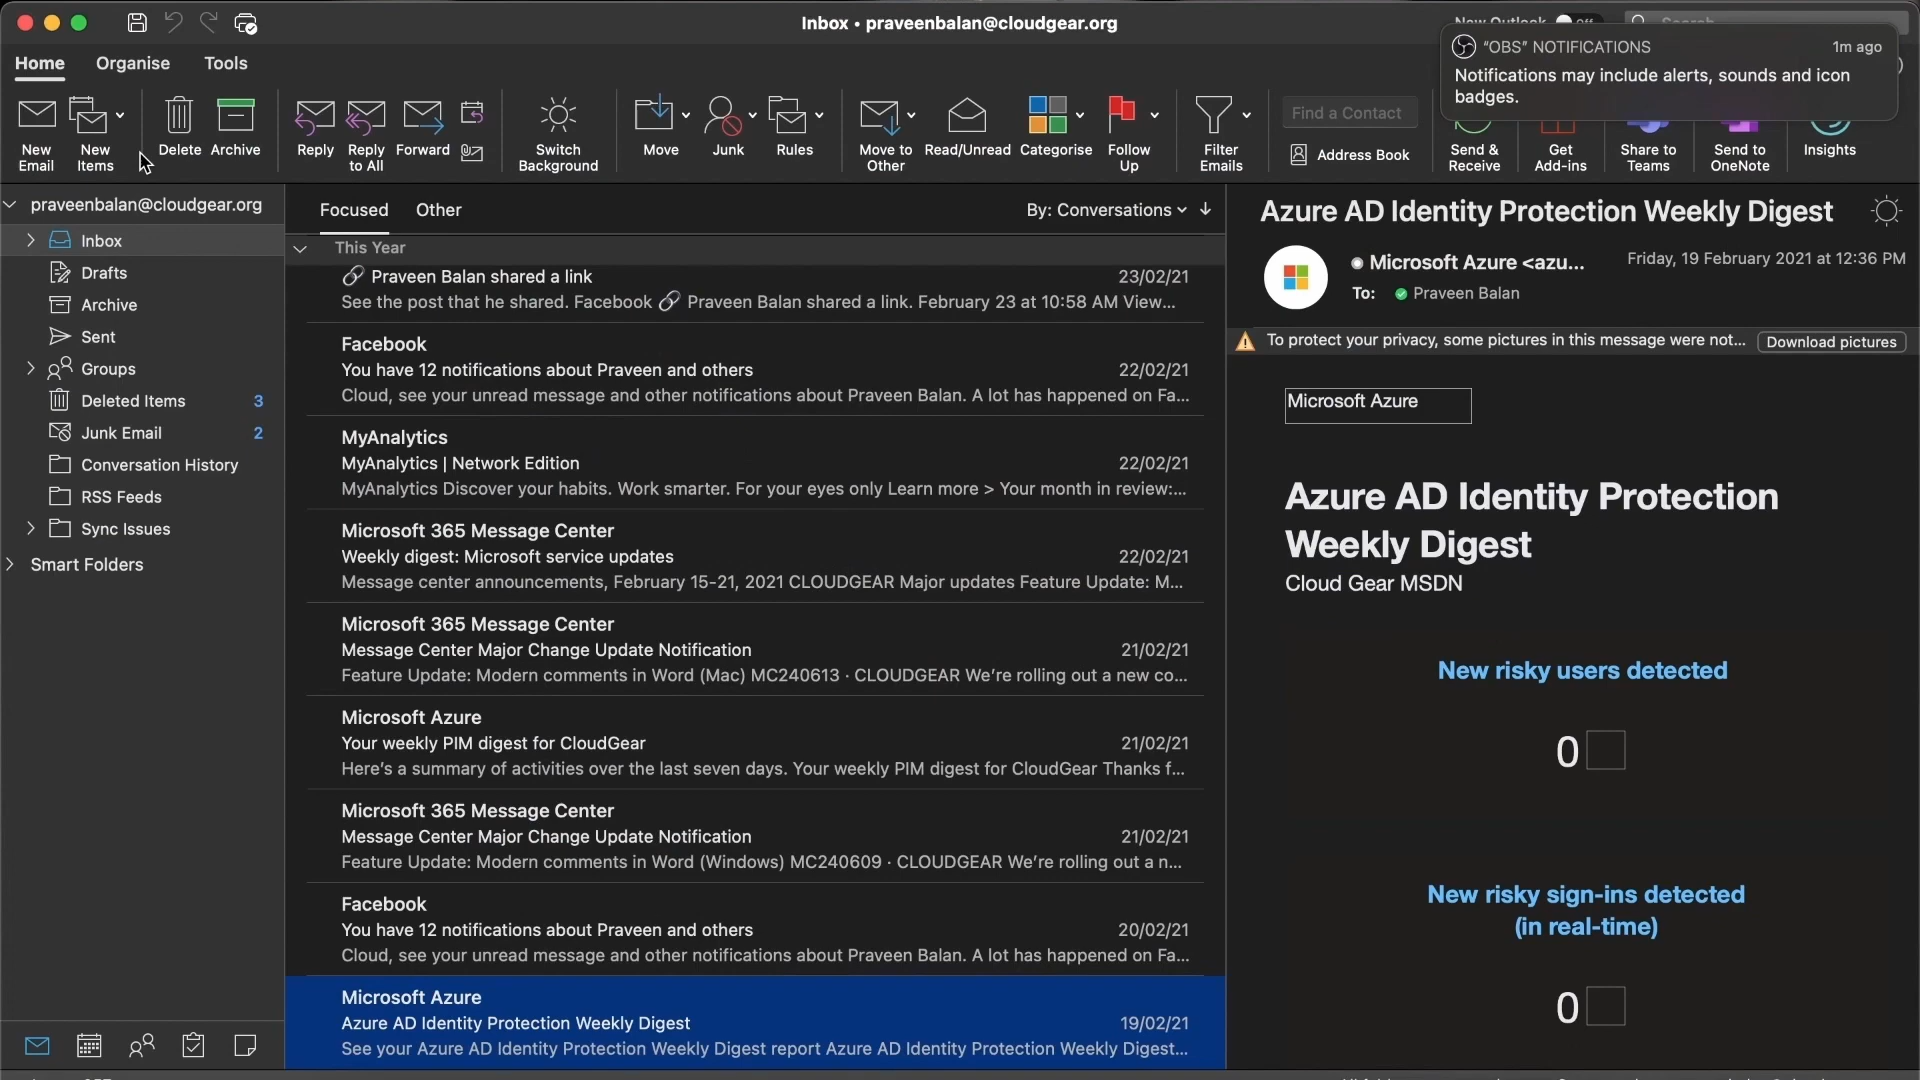 Inbox • praveenbalan@cloudgear.org
New Outlook
Off
Search
"OBS" NOTIFICATIONS
1m ago
Notifications may include alerts, sounds and icon
badges.
Home
Organise
Tools
New
Email
New
Items
Delete
Archive
Reply
Reply
to All
Forward
Switch
Background
Move
Junk
Rules
Move to
Other
Read/Unread
Categorise
Follow
Up
Filter
Emails
Find a Contact
Address Book
Send &
Receive
Get
Add-ins
Share to
Teams
Send to
OneNote
Insights
praveenbalan@cloudgear.org
Inbox
Drafts
Archive
Sent
Groups
Deleted Items 3
Junk Email 2
Conversation History
RSS Feeds
Sync Issues
Smart Folders
Focused
Other
By: Conversations
This Year
Praveen Balan shared a link 23/02/21
See the post that he shared. Facebook 🔗 Praveen Balan shared a link. February 23 at 10:58 AM View...
Facebook
You have 12 notifications about Praveen and others 22/02/21
Cloud, see your unread message and other notifications about Praveen Balan. A lot has happened on Fa...
MyAnalytics
MyAnalytics | Network Edition 22/02/21
MyAnalytics Discover your habits. Work smarter. For your eyes only Learn more > Your month in review:...
Microsoft 365 Message Center
Weekly digest: Microsoft service updates 22/02/21
Message center announcements, February 15-21, 2021 CLOUDGEAR Major updates Feature Update: M...
Microsoft 365 Message Center
Message Center Major Change Update Notification 21/02/21
Feature Update: Modern comments in Word (Mac) MC240613 · CLOUDGEAR We're rolling out a new co...
Microsoft Azure
Your weekly PIM digest for CloudGear 21/02/21
Here's a summary of activities over the last seven days. Your weekly PIM digest for CloudGear Thanks f...
Microsoft 365 Message Center
Message Center Major Change Update Notification 21/02/21
Feature Update: Modern comments in Word (Windows) MC240609 · CLOUDGEAR We're rolling out a n...
Facebook
You have 12 notifications about Praveen and others 20/02/21
Cloud, see your unread message and other notifications about Praveen Balan. A lot has happened on Fa...
Microsoft Azure
Azure AD Identity Protection Weekly Digest 19/02/21
See your Azure AD Identity Protection Weekly Digest report Azure AD Identity Protection Weekly Digest...
Azure AD Identity Protection Weekly Digest
Microsoft Azure <azu...
Friday, 19 February 2021 at 12:36 PM
To: Praveen Balan
To protect your privacy, some pictures in this message were not...
Download pictures
Microsoft Azure
Azure AD Identity Protection
Weekly Digest
Cloud Gear MSDN
New risky users detected
0
New risky sign-ins detected
(in real-time)
0